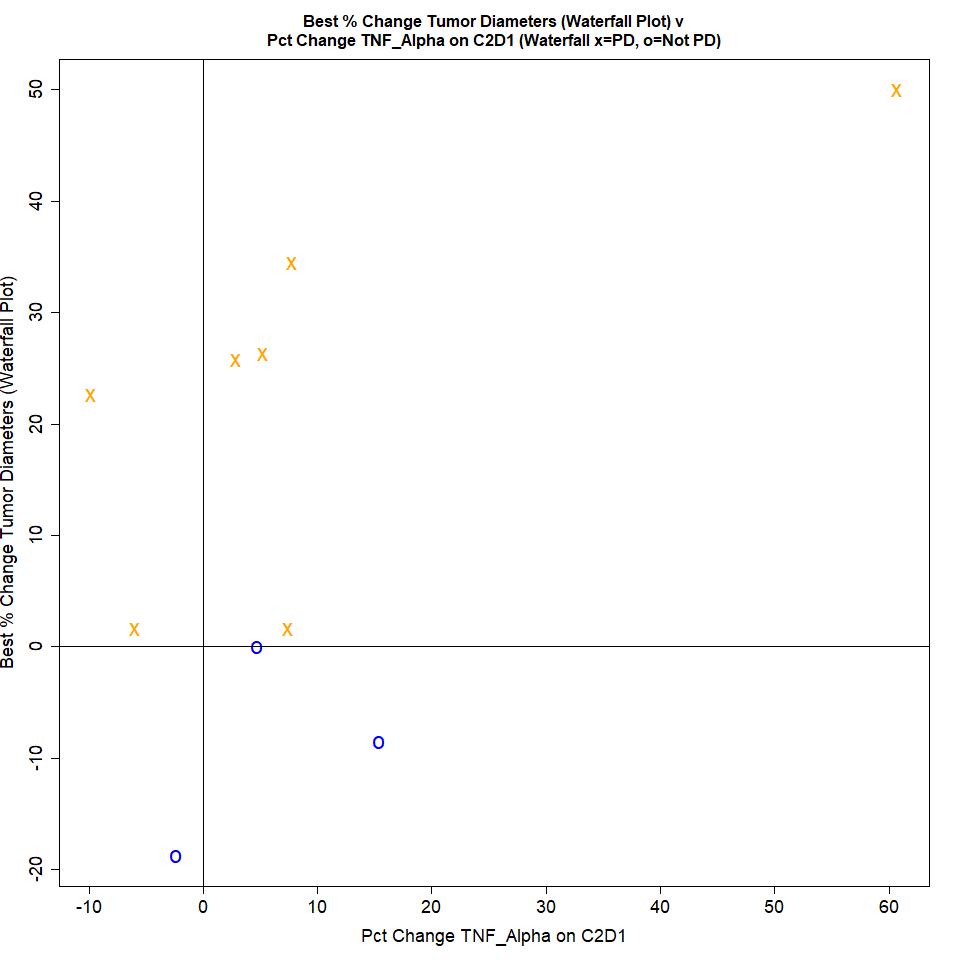 Best % Change Tumor Diameters (Waterfall Plot) v
Pct Change TNF_Alpha on C2D1 (Waterfall x=PD, o=Not PD)
Best % Change Tumor Diameters (Waterfall Plot)
50
40
30
20
10
0
-10
-20
X
X
X
X
X
X
X
O
O
O
-10
0
10
20
30
40
50
60
Pct Change TNF_Alpha on C2D1